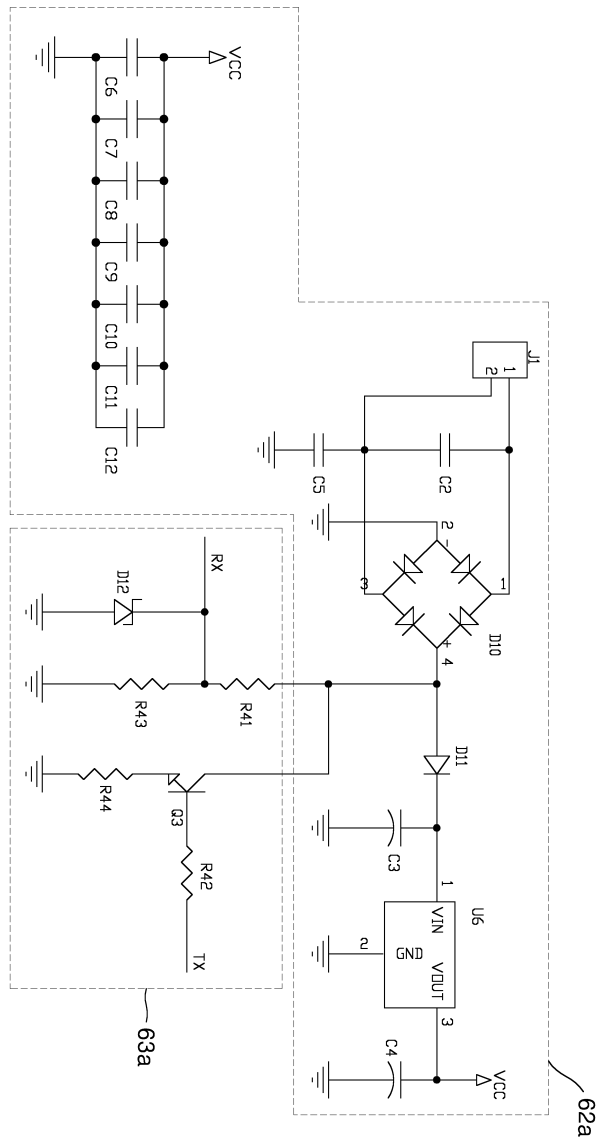 62a
J1
1
2
C2
C5
D10
1
2
-
3
+
4
D11
C3
U6
1
VIN
GND
VOUT
2
3
C4
VCC
VCC
C6
C7
C8
C9
C10
C11
C12
63a
RX
D12
R41
R43
Q3
R44
R42
TX